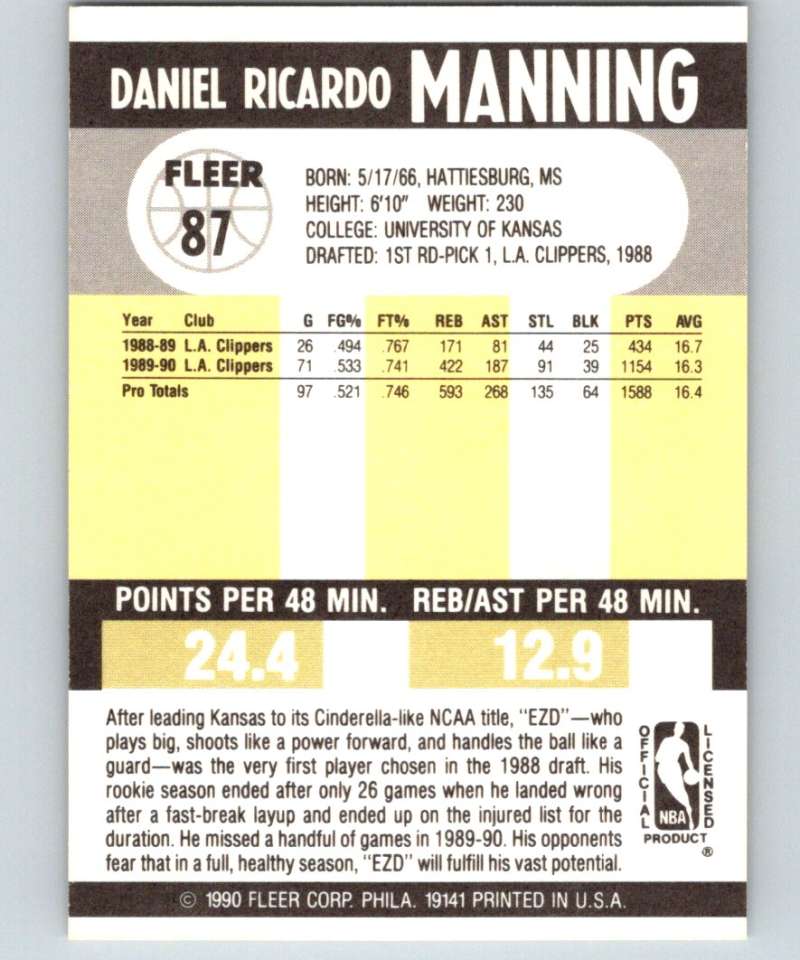 DANIEL RICARDO MANNING
FLEER
87
BORN: 5/17/66, HATTIESBURG, MS
HEIGHT: 6'10" WEIGHT: 230
COLLEGE: UNIVERSITY OF KANSAS
DRAFTED: 1ST RD-PICK 1, L.A. CLIPPERS, 1988
Year Club G FG% FT% REB AST STL BLK PTS AVG
1988-89 L.A. Clippers 26 .494 .767 171 81 44 25 434 16.7
1989-90 L.A. Clippers 71 .533 .741 422 187 91 39 1154 16.3
Pro Totals 97 .521 .746 593 268 135 64 1588 16.4
POINTS PER 48 MIN. REB/AST PER 48 MIN.
24.4 12.9
After leading Kansas to its Cinderella-like NCAA title, "EZD"—who
plays big, shoots like a power forward, and handles the ball like a
guard—was the very first player chosen in the 1988 draft. His
rookie season ended after only 26 games when he landed wrong
after a fast-break layup and ended up on the injured list for the
duration. He missed a handful of games in 1989-90. His opponents
fear that in a full, healthy season, "EZD" will fulfill his vast potential.
OFFICIAL LICENSED
NBA
PRODUCT
®
© 1990 FLEER CORP. PHILA. 19141 PRINTED IN U.S.A.